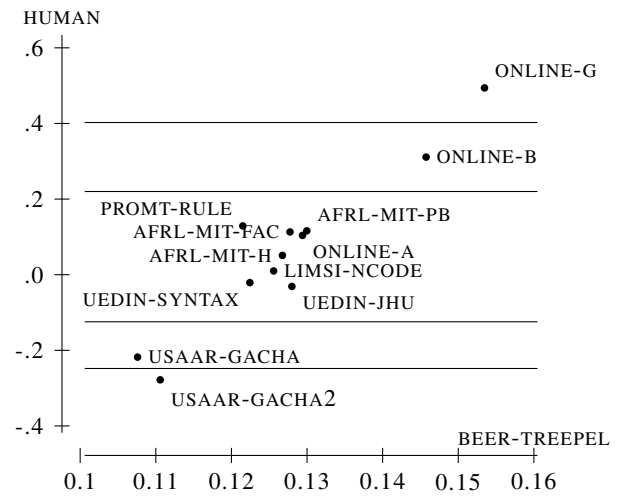 HUMAN
.6
ONLINE-G
.4
ONLINE-B
.2
PROMT-RULE
AFRL-MIT-PB
AFRL-MIT-FAC
ONLINE-A
AFRL-MIT-H
LIMSI-NCODE
.0
UEDIN-SYNTAX
UEDIN-JHU
-.2
USAAR-GACHA
USAAR-GACHA2
-.4
BEER-TREEPEL
0.1 0.11 0.12 0.13 0.14 0.15 0.16